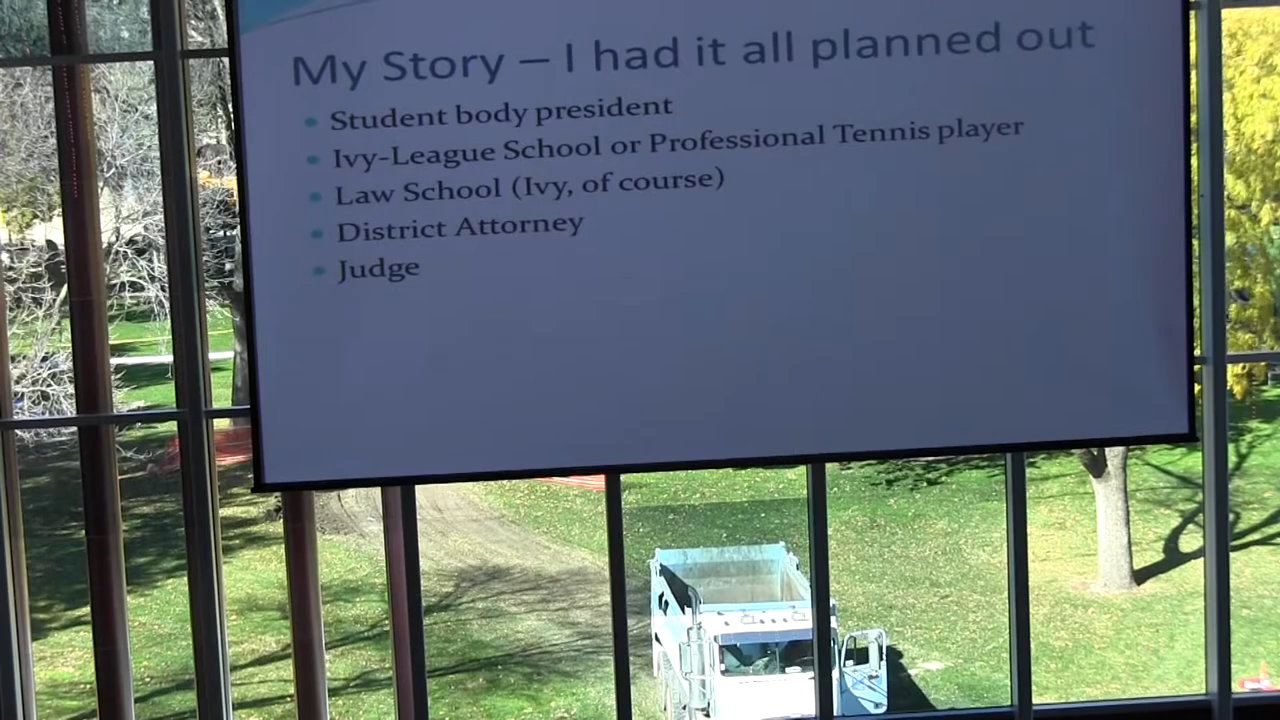 My Story – I had it all planned out
Student body president
Ivy-League School or Professional Tennis player
Law School (Ivy, of course)
District Attorney
Judge